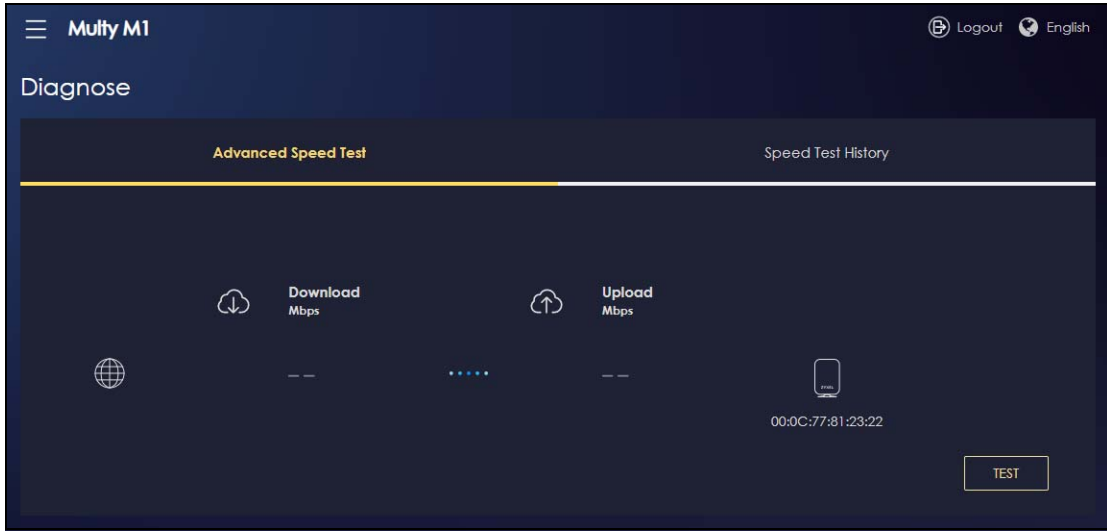 Multy M1
Logout
English
Diagnose
Advanced Speed Test
Speed Test History
Download
Mbps
Upload
Mbps
— —
— —
ZYXEL
00:0C:77:81:23:22
TEST